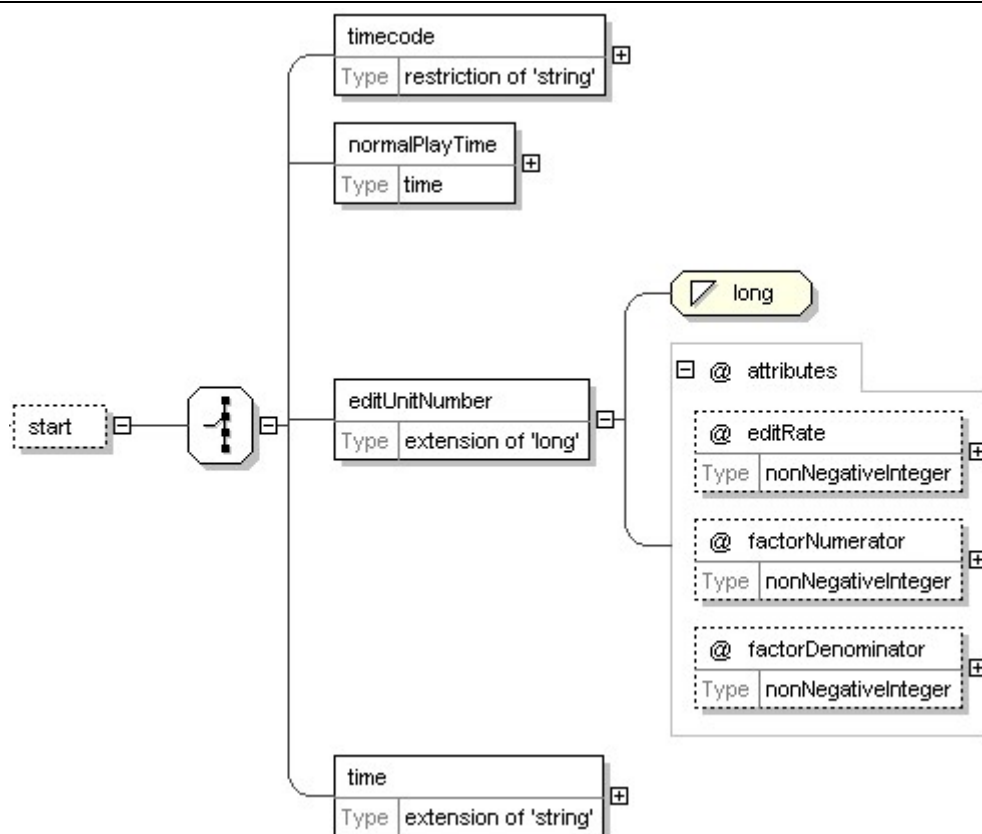 timecode
Type restriction of 'string'
normalPlayTime
Type time
long
@ attributes
start
editUnitNumber
Type extension of 'long'
@ editRate
Type nonNegativeInteger
@ factorNumerator
Type nonNegativeInteger
@ factorDenominator
Type nonNegativeInteger
time
Type extension of 'string'